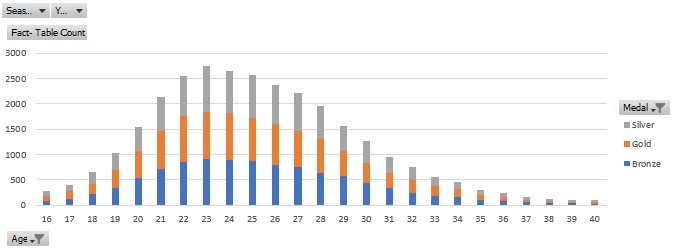 Seas... Y...
Fact- Table Count
3000
2500
2000
1500
1000
500
0
16 17 18 19 20 21 22 23 24 25 26 27 28 29 30 31 32 33 34 35 36 37 38 39 40
Medal
Silver
Gold
Bronze
Age